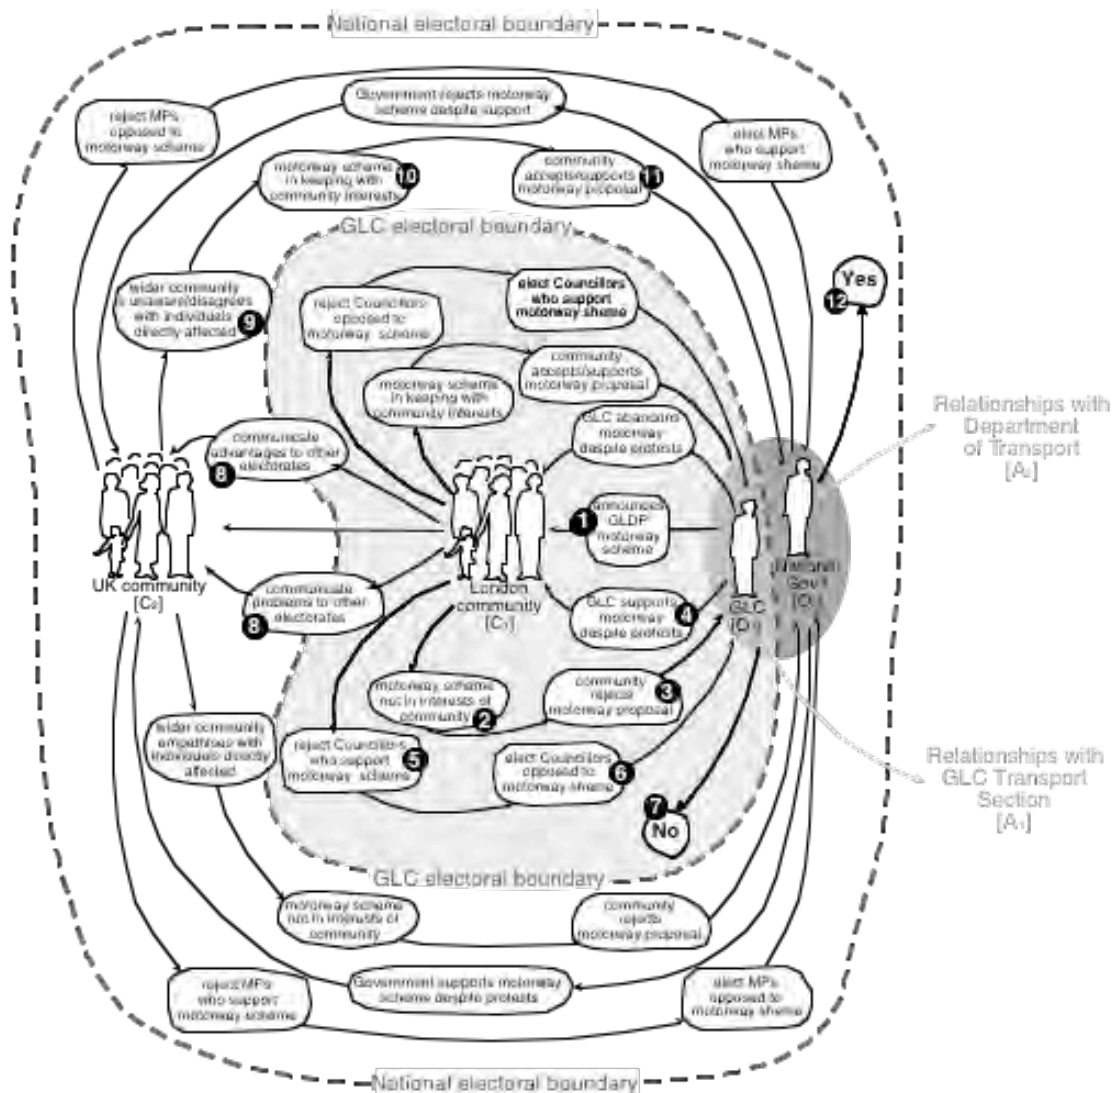 National electoral boundary
Government rejects motorway
scheme despite support
reject MPs
opposed to
motorway scheme
elect MPs
who support
motorway sheme
motorway scheme
in keeping with
community interests
10
community
accepts/supports
motorway proposal
11
GLC electoral boundary
wider community
unaware/disagrees
with individuals
directly affected
9
reject Councillors
opposed to
motorway scheme
elect Councillors
who support
motorway sheme
Yes
12
community
accepts/supports
motorway proposal
motorway scheme
in keeping with
community interests
GLC abandons
motorway
despite protests
Relationships with
Department
of Transport
communicate
advantages to other
electorates
8
1
announces
GLDP
motorway
scheme
UK community
London
community
National
GLC
communicate
problems to other
electorates
8
GLC supports
motorway
despite protests
4
motorway scheme
not in interests of
community
2
community
rejects
motorway proposal
3
wider community
empathises with
individuals directly
affected
reject Councillors
who support
motorway scheme
5
elect Councillors
opposed to
motorway sheme
6
7
No
Relationships with
GLC Transport
Section
GLC electoral boundary
motorway scheme
not in interests of
community
community
rejects
motorway proposal
reject MPs
who support
motorway scheme
Government supports motorway
scheme despite protests
elect MPs
opposed to
motorway sheme
National electoral boundary